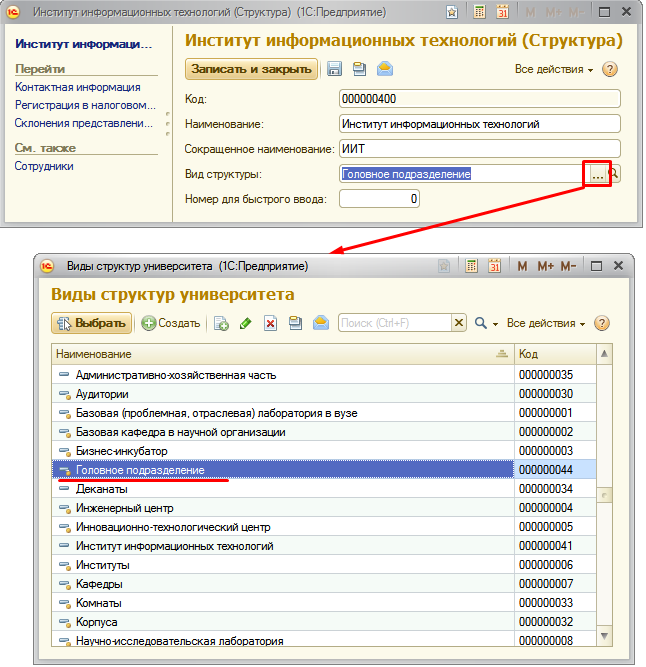 Институт информационных технологий (Структура) (1С:Предприятие)
M M+ M-
Институт информаци...
Перейти
Контактная информация
Регистрация в налоговом...
Склонения представлени...
См. также
Сотрудники
Институт информационных технологий (Структура)
Записать и закрыть
Все действия
Код: 000000400
Наименование: Институт информационных технологий
Сокращенное наименование: ИИТ
Вид структуры: Головное подразделение ...
Номер для быстрого ввода: 0
Виды структур университета (1С:Предприятие)
M M+ M-
Виды структур университета
Выбрать Создать Поиск (Ctrl+F) Все действия
Наименование Код
Административно-хозяйственная часть 000000035
Аудитории 000000030
Базовая (проблемная, отраслевая) лаборатория в вузе 000000001
Базовая кафедра в научной организации 000000002
Бизнес-инкубатор 000000003
Головное подразделение 000000044
Деканаты 000000034
Инженерный центр 000000004
Инновационно-технологический центр 000000005
Институт информационных технологий 000000041
Институты 000000006
Кафедры 000000007
Комнаты 000000033
Корпуса 000000032
Научно-исследовательская лаборатория 000000008